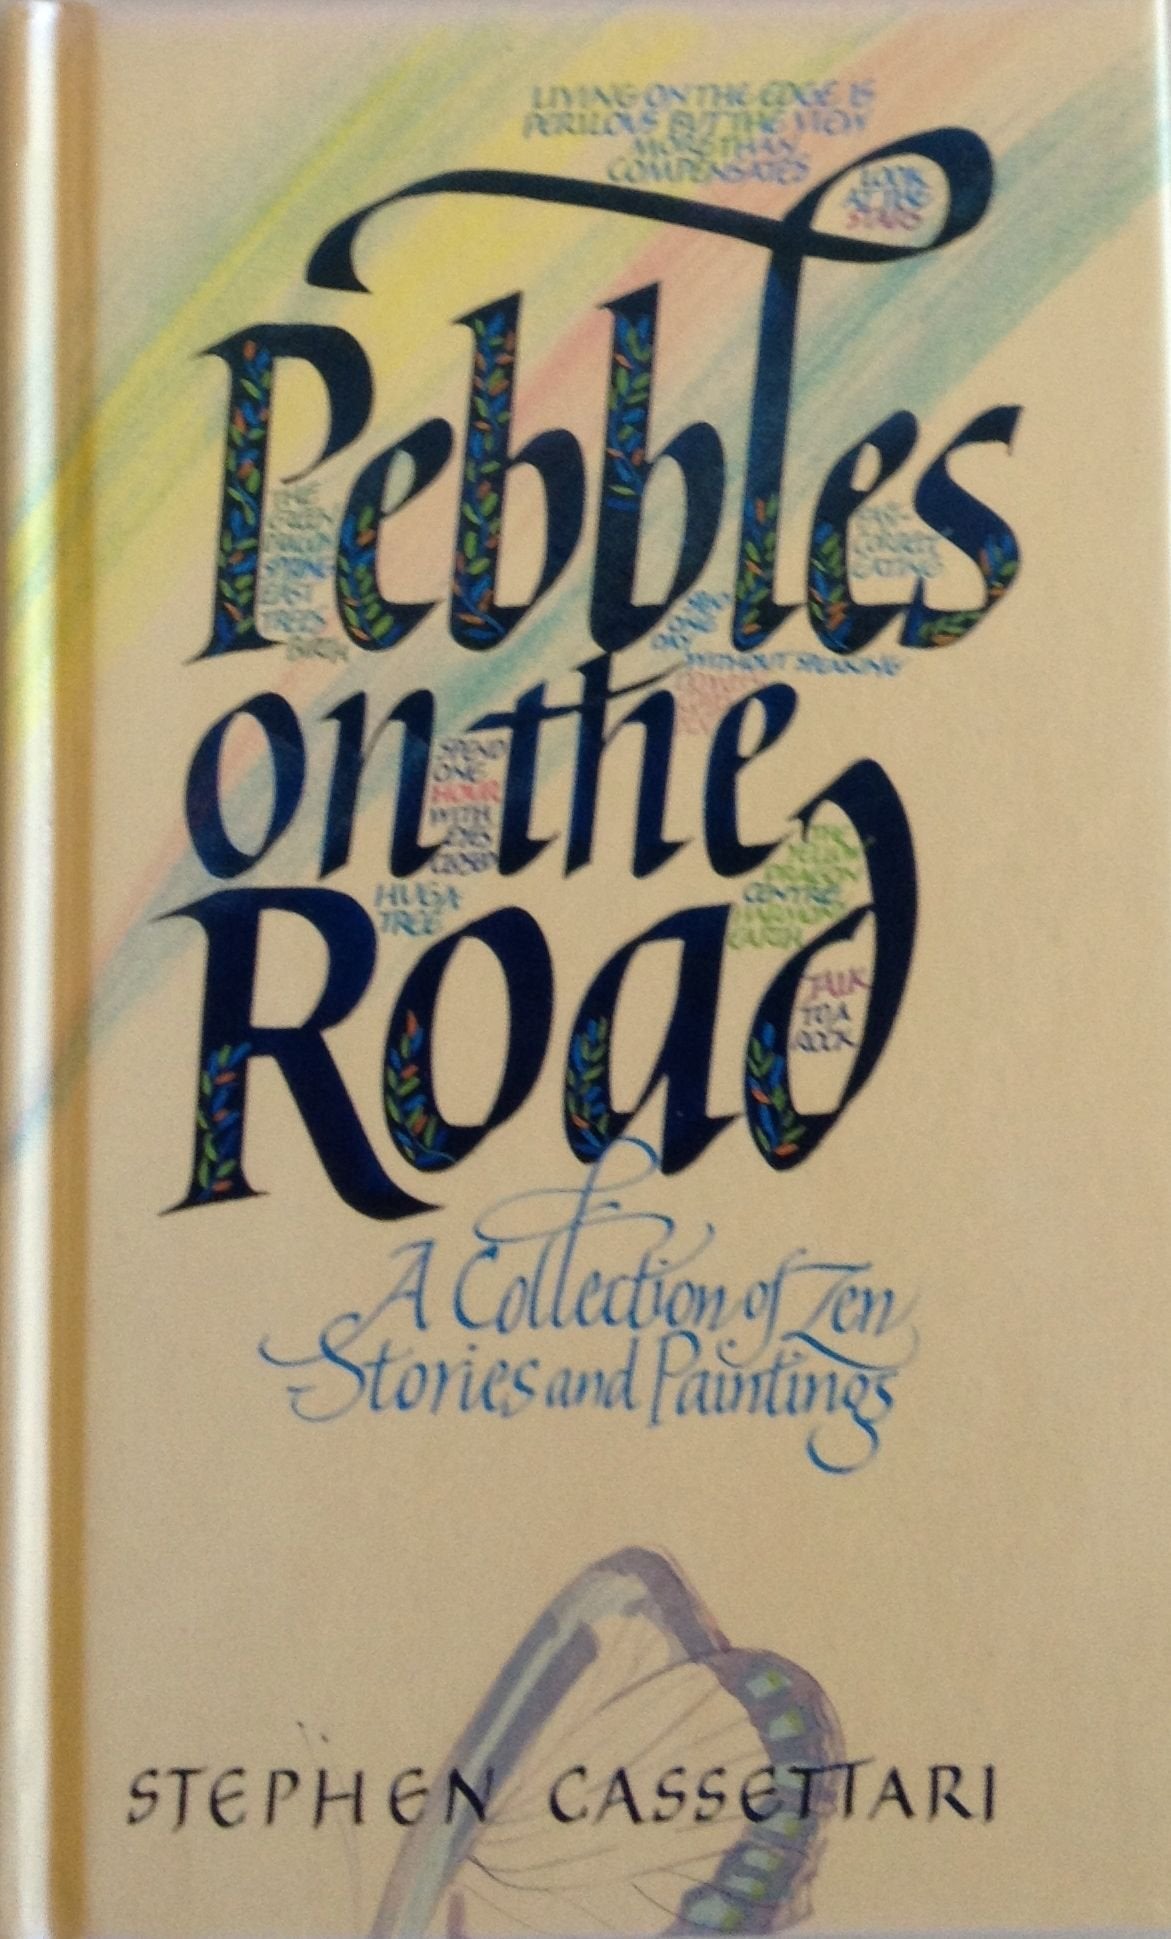 LIVING ON THE EDGE IS
PERILOUS BUT THE VIEW
MORE THAN
COMPENSATES
LOOK
AT THE
STARS
Pebbles
THE
GREEN
DRAGON
SPRING
EAST
TREES
BIRTH
EATING
ONE
DAY
WITHOUT SPEAKING
on the
SPEND
ONE
HOUR
WITH
EYES
CLOSED
THE
YELLOW
DRAGON
CENTRE
HARMONY
EARTH
HUG A
TREE
Road
TALK
TO A
ROCK
A Collection of Zen
Stories and Paintings
STEPHEN CASSETTARI